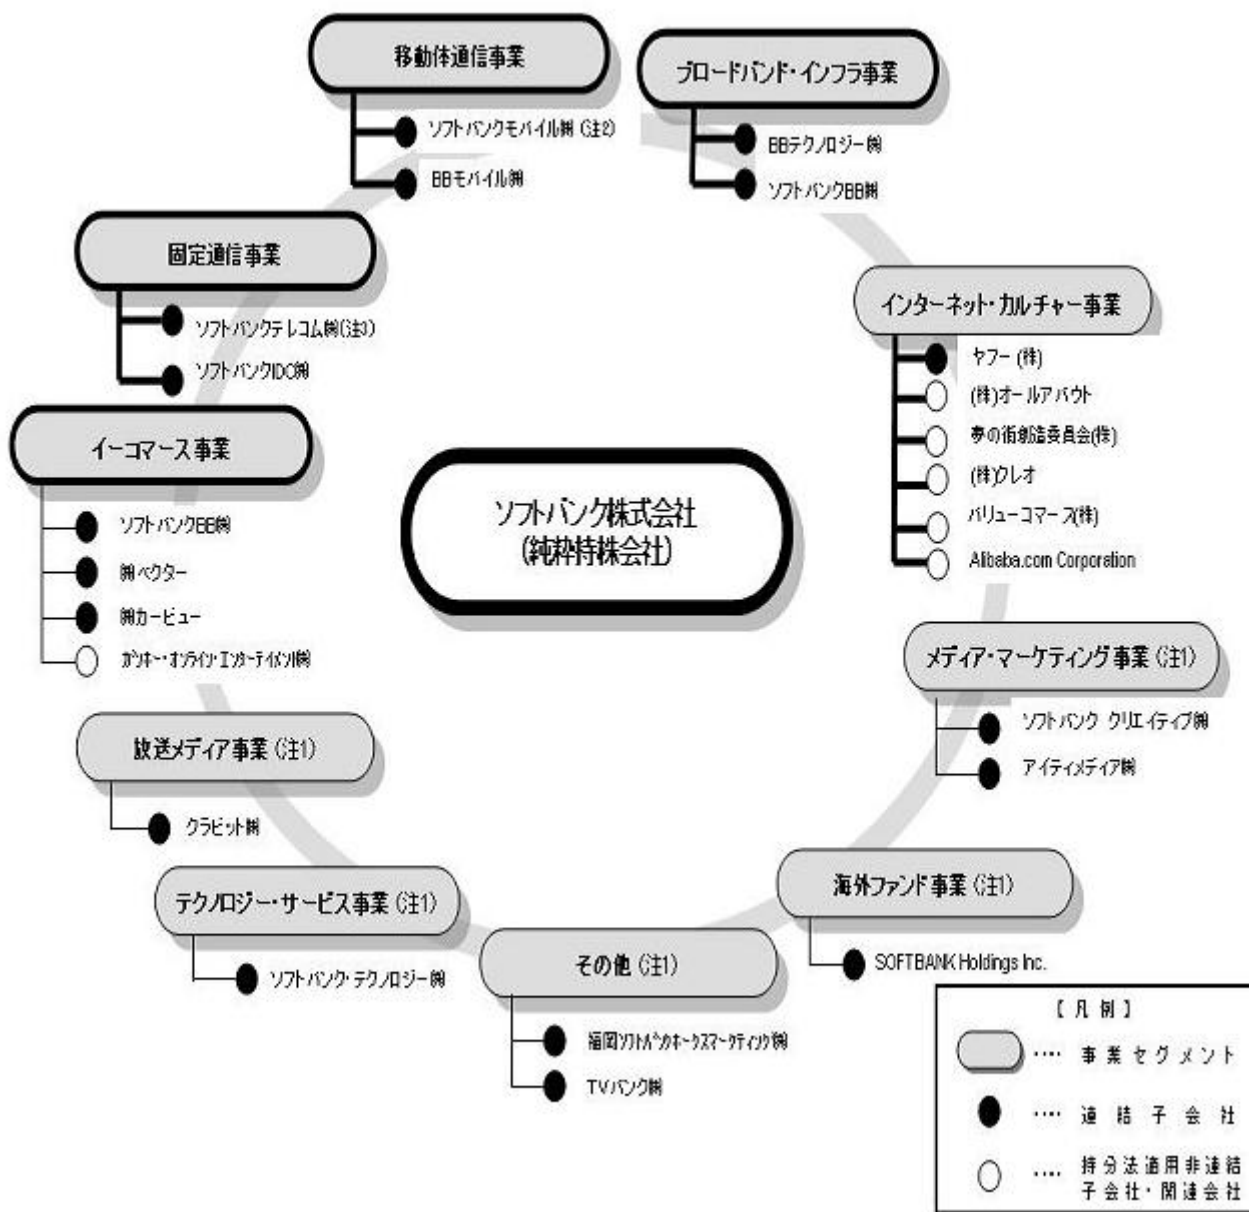 移動体通信事業
ソフトバンクモバイル㈱ (注2)
BBモバイル㈱
ブロードバンド・インフラ事業
BBテクノロジー㈱
ソフトバンクBB㈱
固定通信事業
ソフトバンクテレコム㈱(注3)
ソフトバンクIDC㈱
インターネット・カルチャー事業
ヤフー(株)
(株)オールアバウト
夢の街創造委員会(株)
(株)クレオ
バリューコマース(株)
Alibaba.com Corporation
イーコマース事業
ソフトバンクBB㈱
㈱ベクター
㈱カービュー
ガンホー・オンライン・エンターテイメント㈱
ソフトバンク株式会社
(純粋持株会社)
メディア・マーケティング事業(注1)
ソフトバンク クリエイティブ㈱
アイティメディア㈱
放送メディア事業(注1)
クラビット㈱
テクノロジー・サービス事業(注1)
ソフトバンク・テクノロジー㈱
その他(注1)
福岡ソフトバンクホークスマーケティング㈱
TVバンク㈱
海外ファンド事業(注1)
SOFTBANK Holdings Inc.
【凡例】
‥‥ 事業セグメント
‥‥ 連結子会社
‥‥ 持分法適用非連結
子会社・関連会社